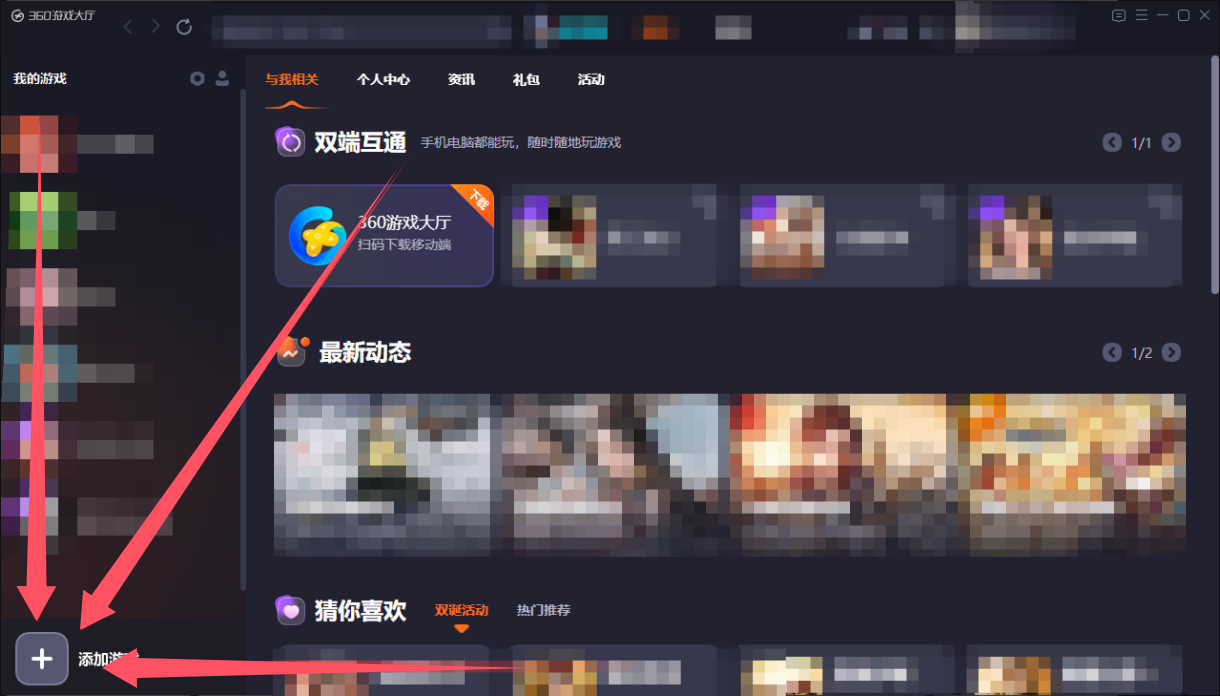 360游戏大厅
我的游戏
与我相关 个人中心 资讯 礼包 活动
双端互通 手机电脑都能玩，随时随地玩游戏 1/1
下载
360游戏大厅
扫码下载移动端
最新动态 1/2
猜你喜欢 双诞活动 热门推荐
添加游戏